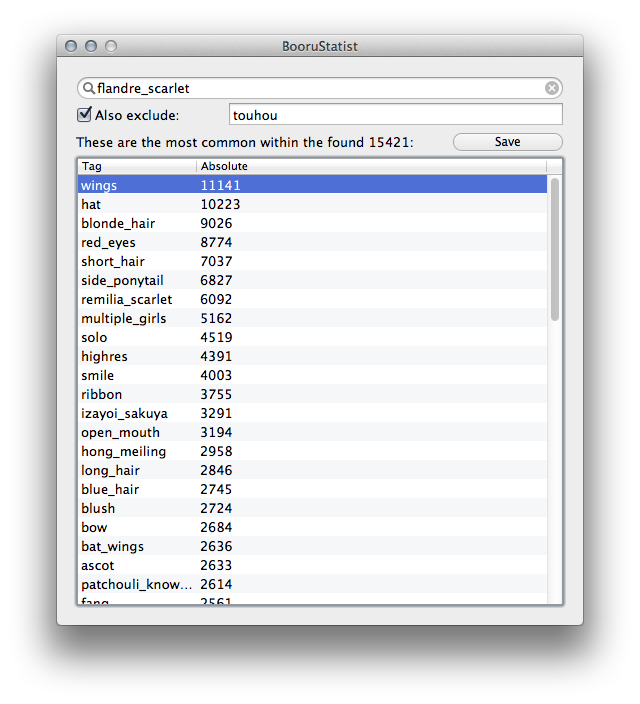 BooruStatist
flandre_scarlet
Also exclude: touhou
These are the most common within the found 15421: Save
Tag Absolute
wings 11141
hat 10223
blonde_hair 9026
red_eyes 8774
short_hair 7037
side_ponytail 6827
remilia_scarlet 6092
multiple_girls 5162
solo 4519
highres 4391
smile 4003
ribbon 3755
izayoi_sakuya 3291
open_mouth 3194
hong_meiling 2958
long_hair 2846
blue_hair 2745
blush 2724
bow 2684
bat_wings 2636
ascot 2633
patchouli_know... 2614
fang 2561